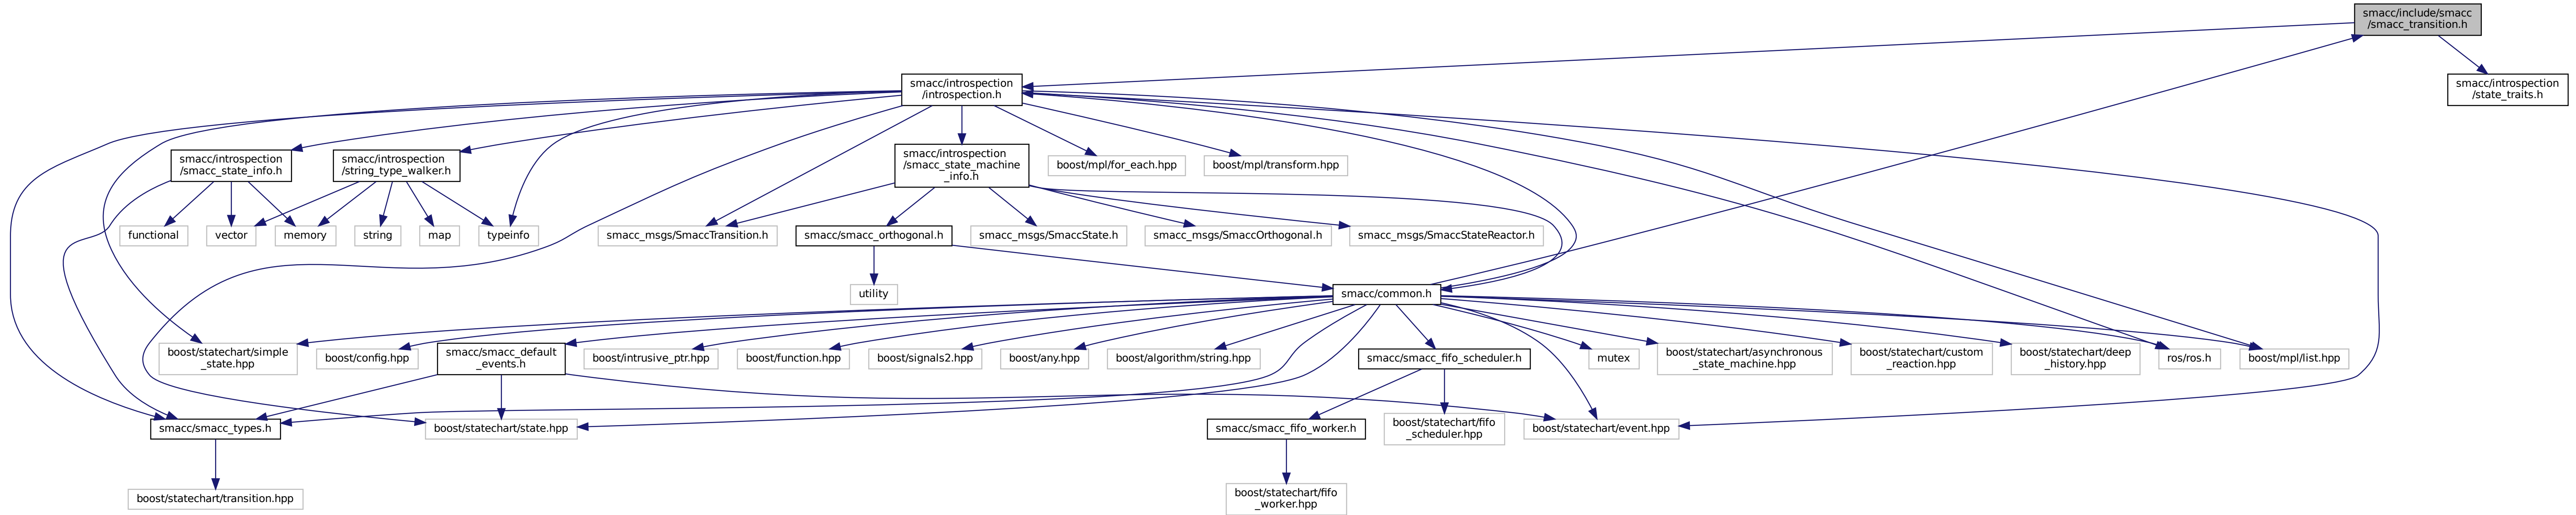 smacc/include/smacc
/smacc_transition.h
smacc/introspection
/introspection.h
smacc/introspection
/state_traits.h
smacc/introspection
/smacc_state_info.h
smacc/introspection
/string_type_walker.h
smacc/introspection
/smacc_state_machine
_info.h
boost/mpl/for_each.hpp
boost/mpl/transform.hpp
functional
vector
memory
string
map
typeinfo
smacc_msgs/SmaccTransition.h
smacc/smacc_orthogonal.h
smacc_msgs/SmaccState.h
smacc_msgs/SmaccOrthogonal.h
smacc_msgs/SmaccStateReactor.h
utility
smacc/common.h
boost/statechart/simple
_state.hpp
boost/config.hpp
smacc/smacc_default
_events.h
boost/intrusive_ptr.hpp
boost/function.hpp
boost/signals2.hpp
boost/any.hpp
boost/algorithm/string.hpp
smacc/smacc_fifo_scheduler.h
mutex
boost/statechart/asynchronous
_state_machine.hpp
boost/statechart/custom
_reaction.hpp
boost/statechart/deep
_history.hpp
ros/ros.h
boost/mpl/list.hpp
smacc/smacc_types.h
boost/statechart/state.hpp
smacc/smacc_fifo_worker.h
boost/statechart/fifo
_scheduler.hpp
boost/statechart/event.hpp
boost/statechart/transition.hpp
boost/statechart/fifo
_worker.hpp